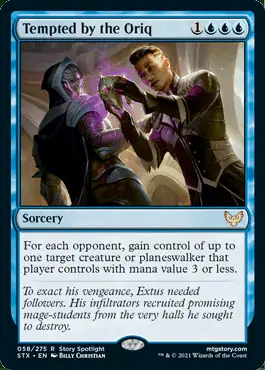 Tempted by the Oriq 1
Sorcery
For each opponent, gain control of up to
one target creature or planeswalker that
player controls with mana value 3 or less.
To exact his vengeance, Extus needed
followers. His infiltrators recruited promising
mage-students from the very halls he sought
to destroy.
058/275 R Story Spotlight mtgstory.com
STX • EN BILLY CHRISTIAN ™ & © 2021 Wizards of the Coast